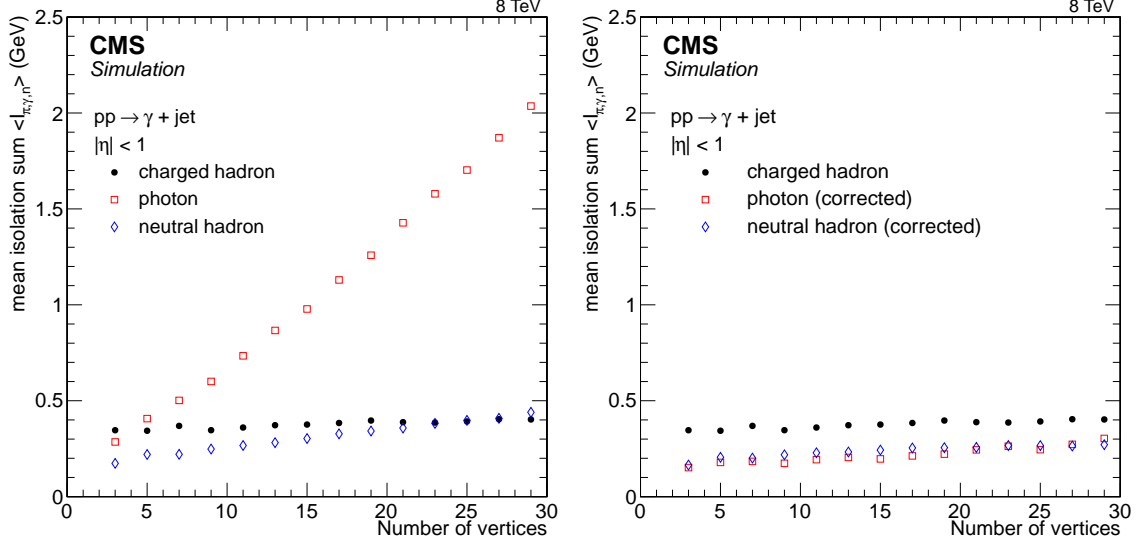 8 TeV
CMS
Simulation
pp → γ + jet
|η| < 1
charged hadron
photon
neutral hadron
mean isolation sum <I_{π,γ,n}> (GeV)
2.5
2
1.5
1
0.5
0
0 5 10 15 20 25 30
Number of vertices
8 TeV
CMS
Simulation
pp → γ + jet
|η| < 1
charged hadron
photon (corrected)
neutral hadron (corrected)
mean isolation sum <I_{π,γ,n}> (GeV)
2.5
2
1.5
1
0.5
0
0 5 10 15 20 25 30
Number of vertices